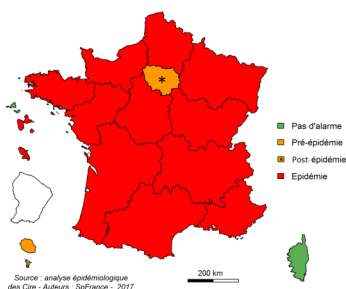 *
Pas d'alarme
Pré-épidémie
* Post-épidémie
Epidémie
200 km
Source : analyse épidémiologique
des Cire - Auteurs : SpFrance - 2017